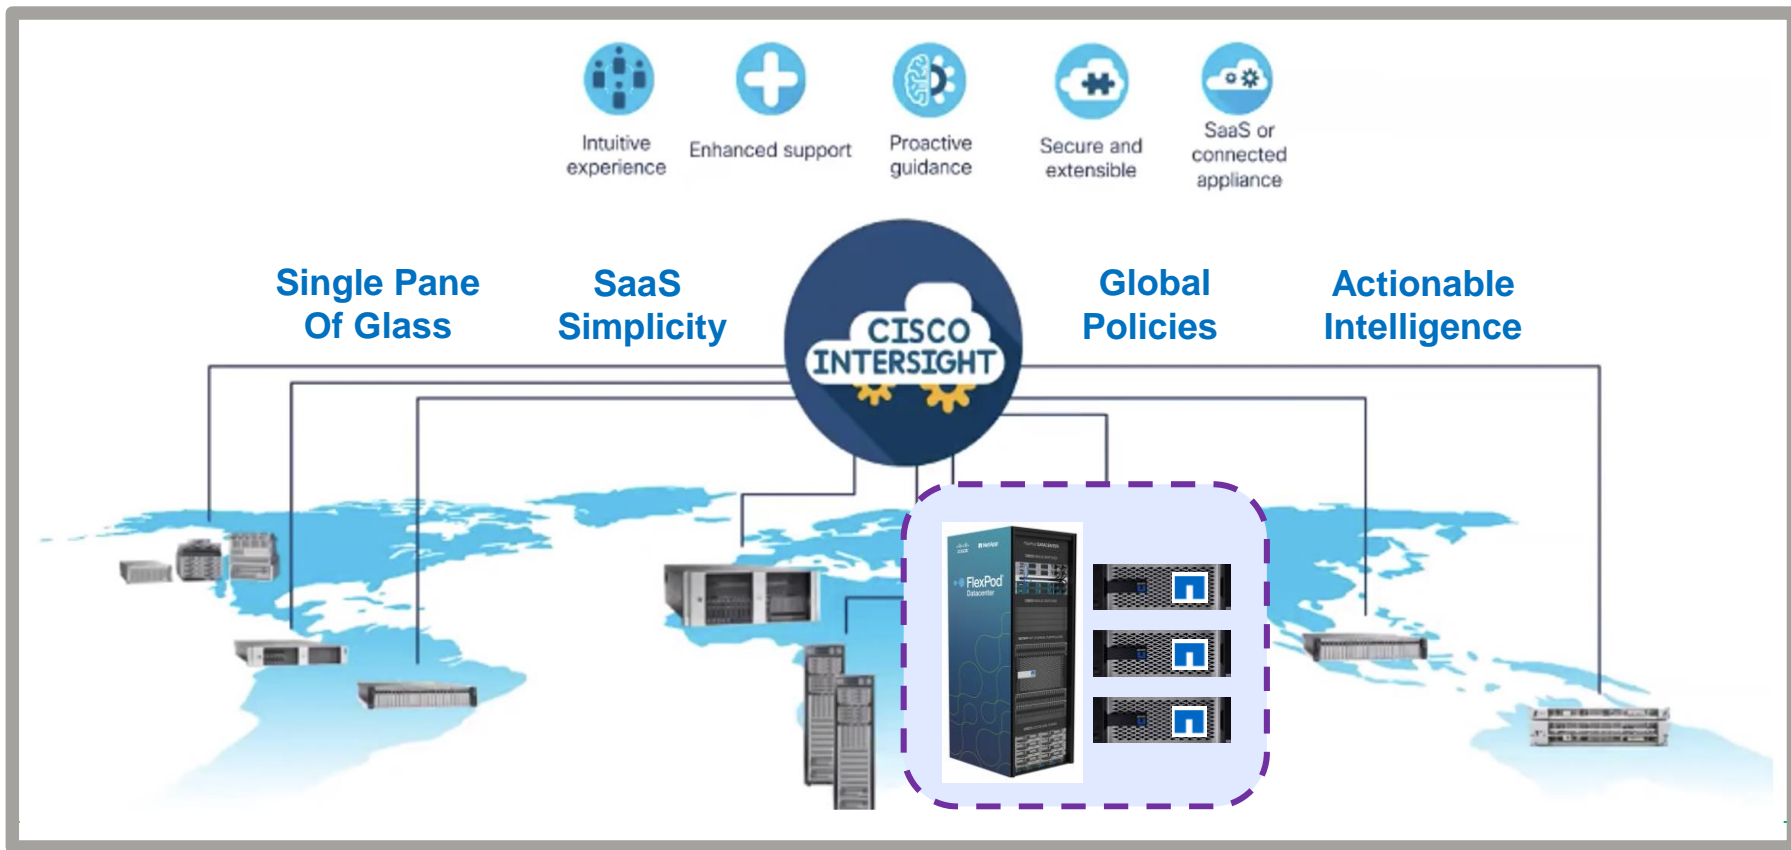 Intuitive
experience
Enhanced support
Proactive
guidance
Secure and
extensible
SaaS or
connected
appliance
Single Pane
Of Glass
SaaS
Simplicity
CISCO
INTERSIGHT
Global
Policies
Actionable
Intelligence
FlexPod
Datacenter